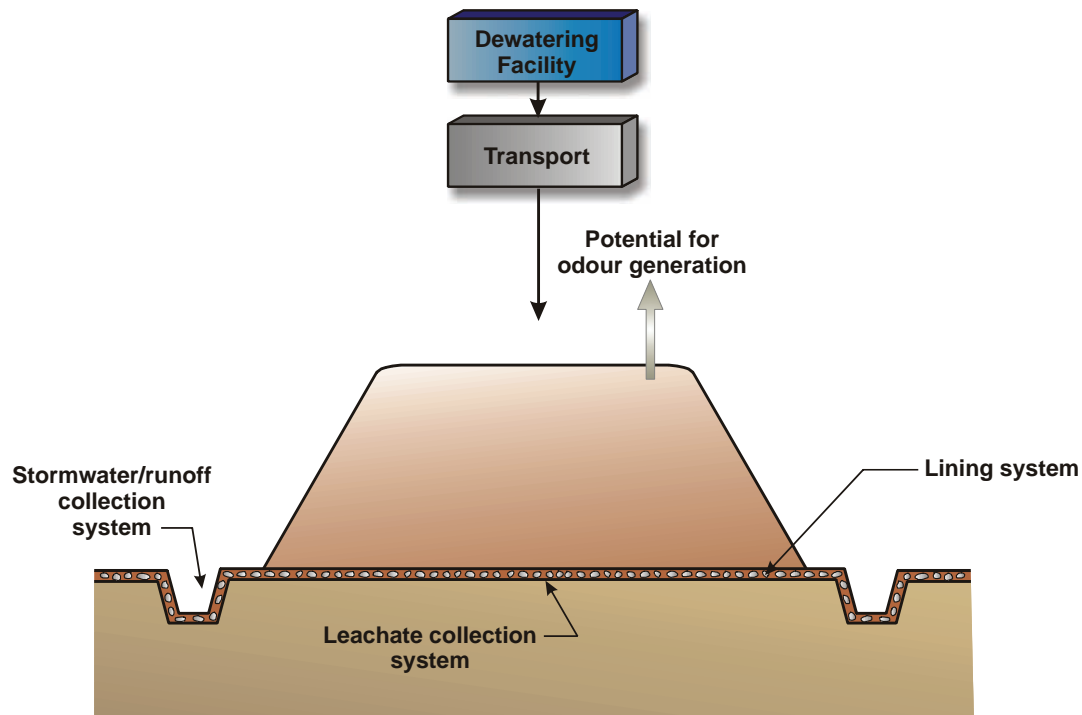 Dewatering
Facility
Transport
Potential for
odour generation
Stormwater/runoff
collection
system
Lining system
Leachate collection
system